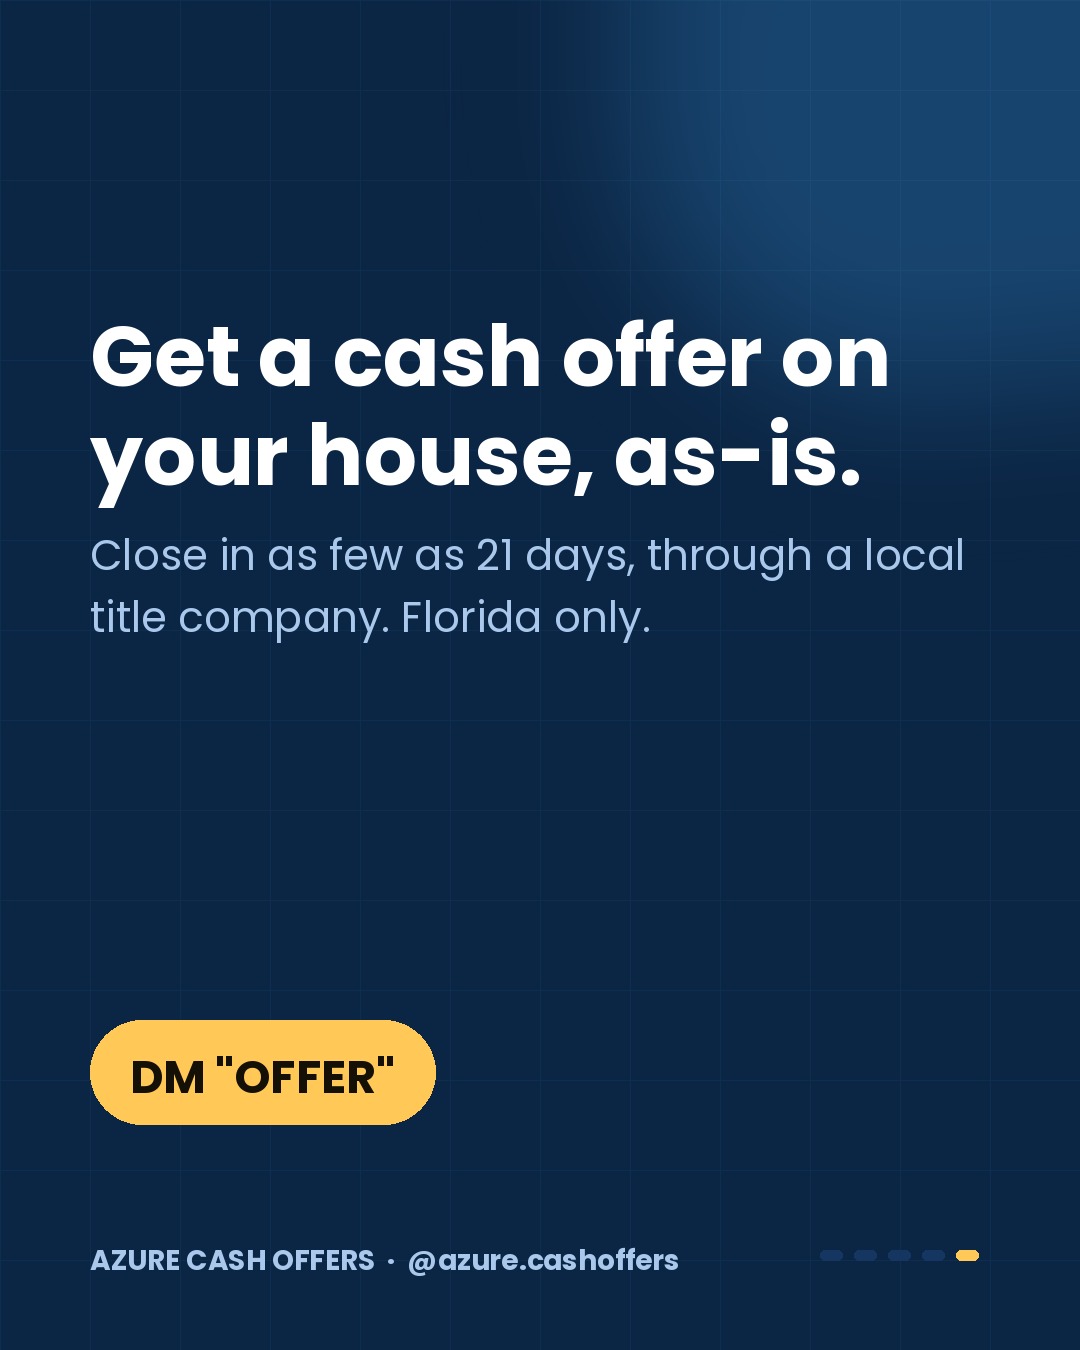 Get a cash offer on
your house, as-is.
Close in as few as 21 days, through a local
title company. Florida only.
DM "OFFER"
AZURE CASH OFFERS · @azure.cashoffers